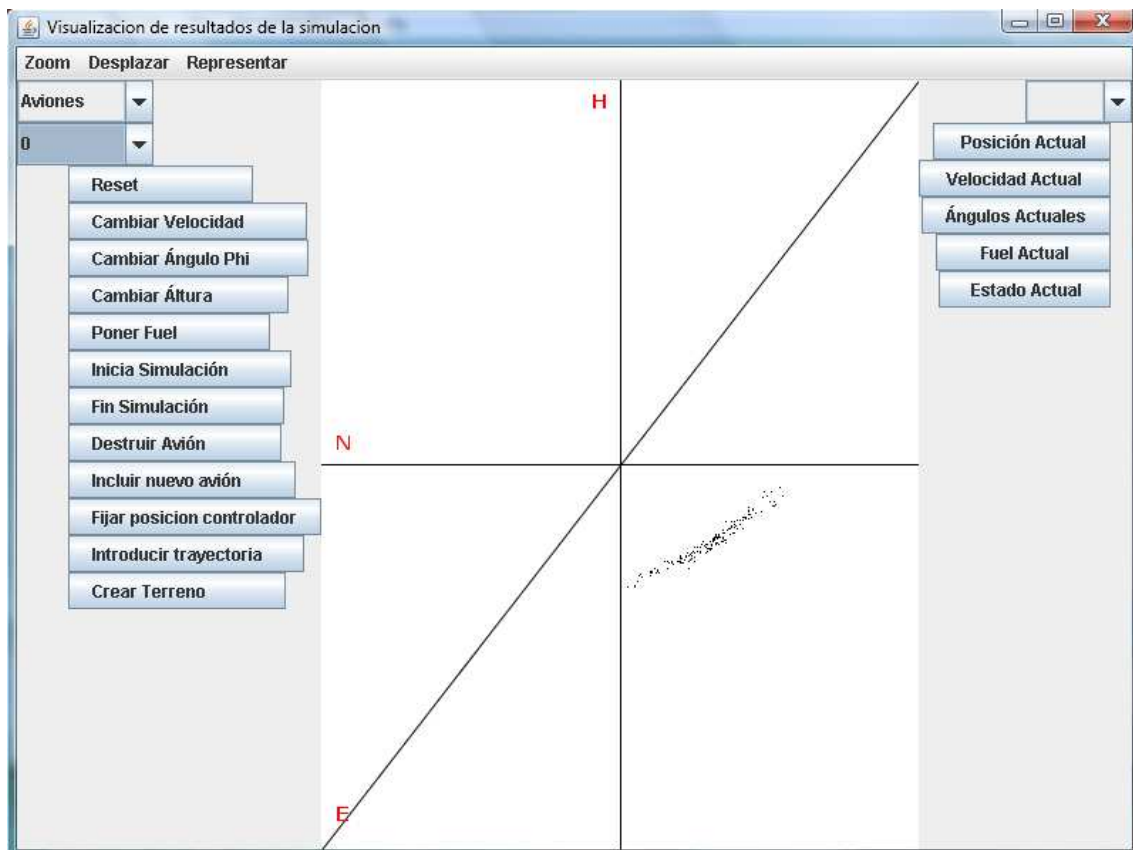 Visualizacion de resultados de la simulacion
Zoom Desplazar Representar
Aviones
0
Reset
Cambiar Velocidad
Cambiar Ángulo Phi
Cambiar Áltura
Poner Fuel
Inicia Simulación
Fin Simulación
Destruir Avión
Incluir nuevo avión
Fijar posicion controlador
Introducir trayectoria
Crear Terreno
H
N
E
Posición Actual
Velocidad Actual
Ángulos Actuales
Fuel Actual
Estado Actual